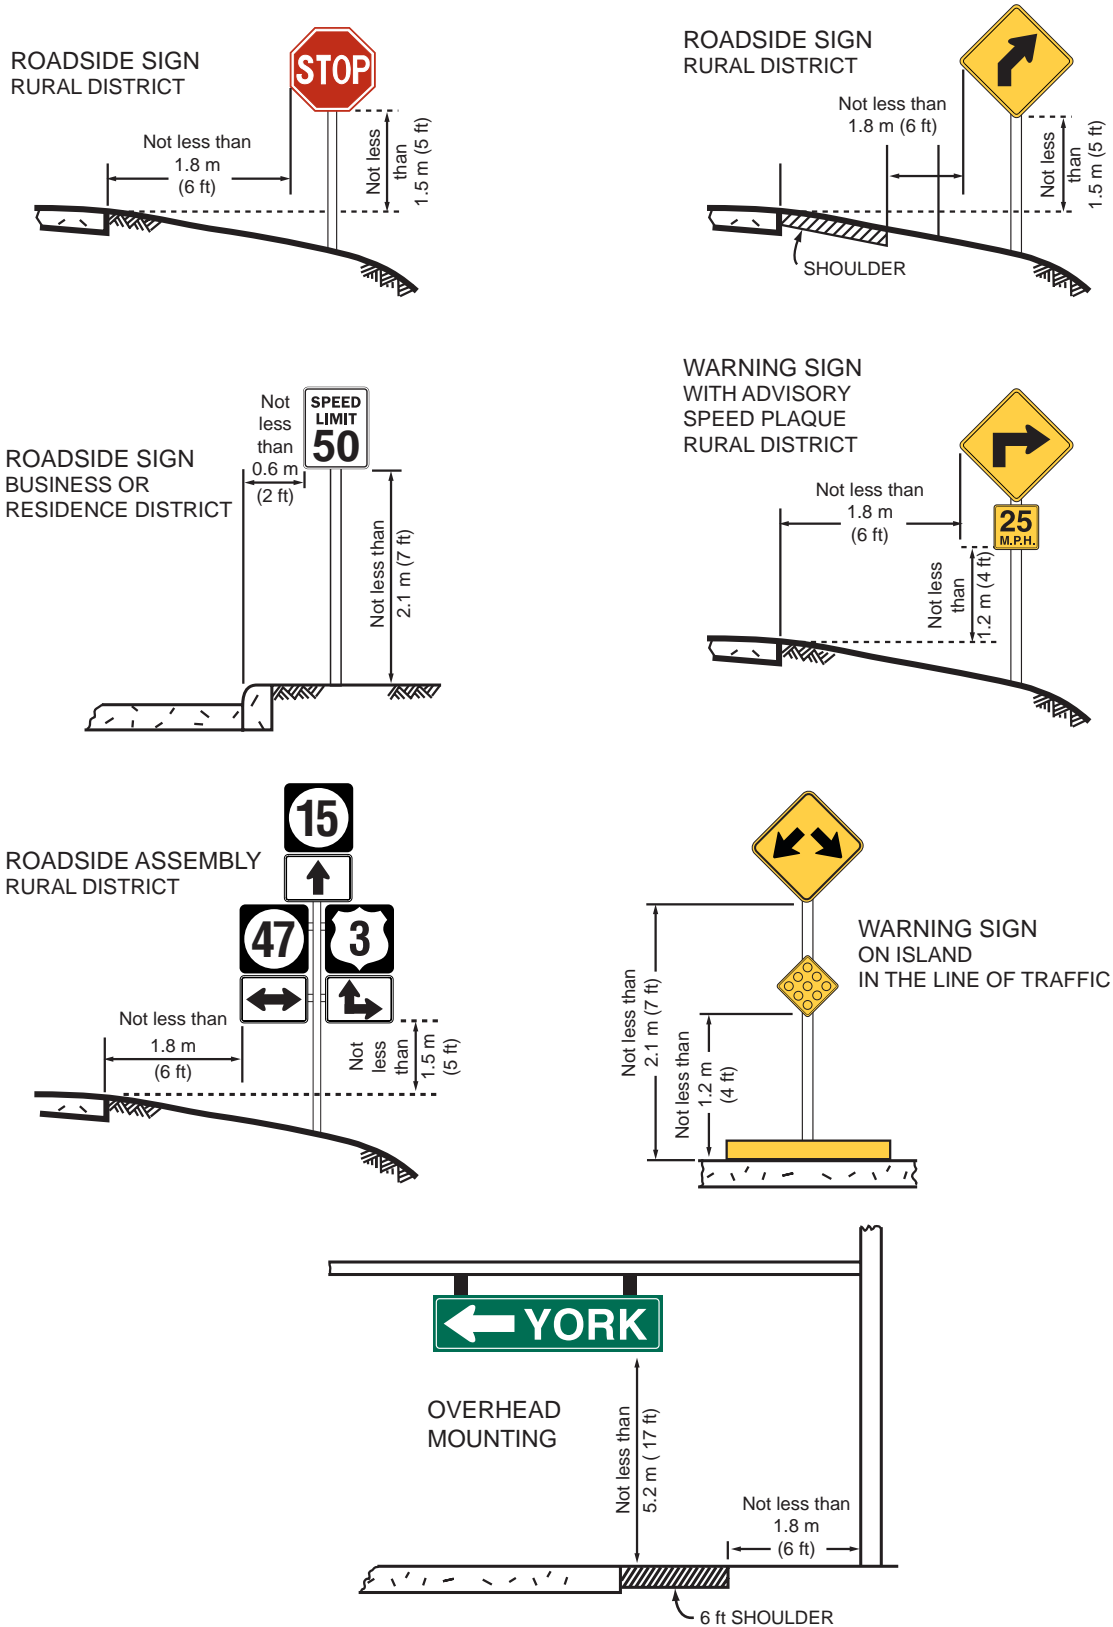 ROADSIDE SIGN
RURAL DISTRICT
STOP
Not less than
1.8 m
(6 ft)
Not less
than
1.5 m (5 ft)
ROADSIDE SIGN
RURAL DISTRICT
Not less than
1.8 m (6 ft)
Not less
than
1.5 m (5 ft)
SHOULDER
ROADSIDE SIGN
BUSINESS OR
RESIDENCE DISTRICT
Not
less
than
0.6 m
(2 ft)
SPEED
LIMIT
50
Not less than
2.1 m (7 ft)
WARNING SIGN
WITH ADVISORY
SPEED PLAQUE
RURAL DISTRICT
Not less than
1.8 m
(6 ft)
25
M.P.H.
Not less
than
1.2 m (4 ft)
ROADSIDE ASSEMBLY
RURAL DISTRICT
15
47
3
Not less than
1.8 m
(6 ft)
Not
less
than
1.5 m
(5 ft)
WARNING SIGN
ON ISLAND
IN THE LINE OF TRAFFIC
Not less than
2.1 m (7 ft)
Not less than
1.2 m
(4 ft)
YORK
OVERHEAD
MOUNTING
Not less than
5.2 m ( 17 ft)
Not less than
1.8 m
(6 ft)
6 ft SHOULDER